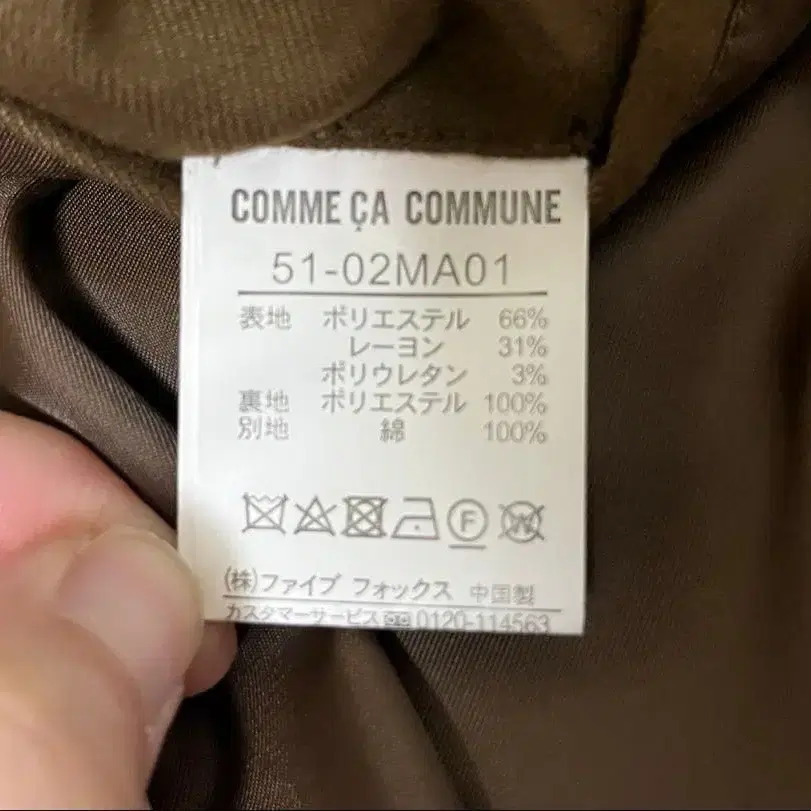 COMME ÇA COMMUNE
51-02MA01
表地 ポリエステル 66%
レーヨン 31%
ポリウレタン 3%
裏地 ポリエステル 100%
別地 綿 100%
F W
(株)ファイブ フォックス 中国製
カスタマーサービス 0120-114563